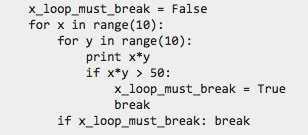 x_loop_must_break = False
for x in range(10):
    for y in range(10):
        print x*y
        if x*y > 50:
            x_loop_must_break = True
            break
    if x_loop_must_break: break